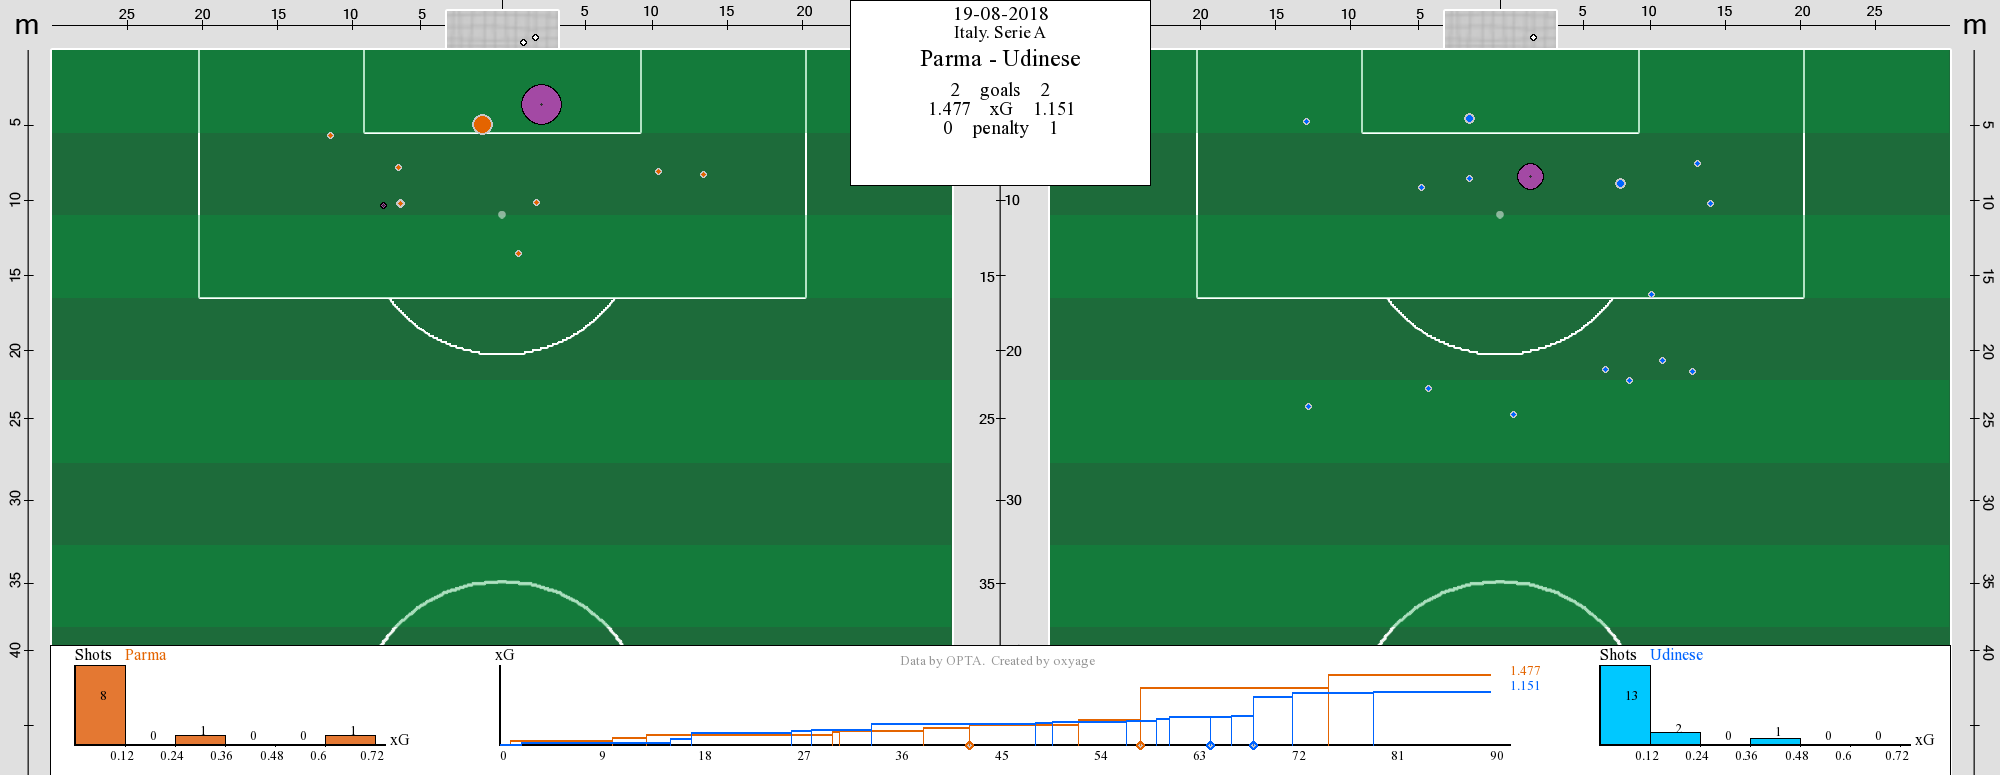 m
25 20 15 10 5 5 10 15 20
20 15 10 5 5 10 15 20 25
m
19-08-2018
Italy. Serie A
Parma - Udinese
2 goals 2
1.477 xG 1.151
0 penalty 1
5 5
10 10 10
15 15 15
20 20 20
25 25 25
30 30 30
35 35 35
40 40
Shots Parma
8
0 1 0 0 1
xG
0.12 0.24 0.36 0.48 0.6 0.72
xG
Data by OPTA. Created by oxyage
1.477
1.151
0 9 18 27 36 45 54 63 72 81 90
Shots Udinese
13
2 0 1 0 0
xG
0.12 0.24 0.36 0.48 0.6 0.72